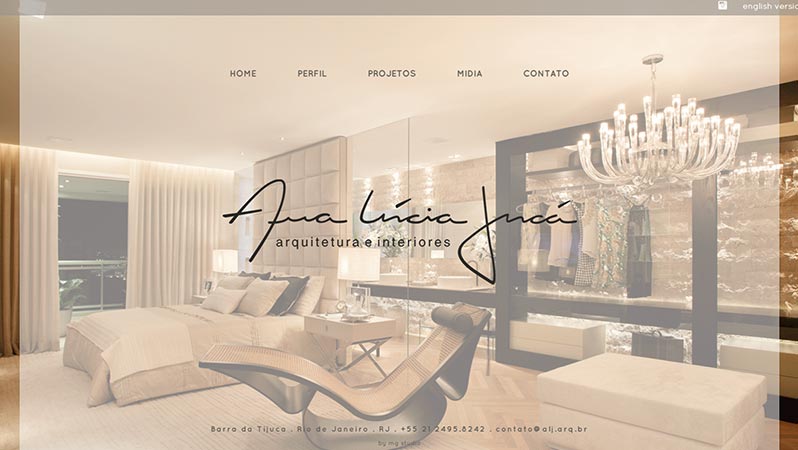 english versio
HOME PERFIL PROJETOS MIDIA CONTATO
Ana Lúcia Jucá
arquitetura e interiores
Barra da Tijuca . Rio de Janeiro . RJ . +55 21 2495.8242 . contato@alj.arq.br
by mg studio